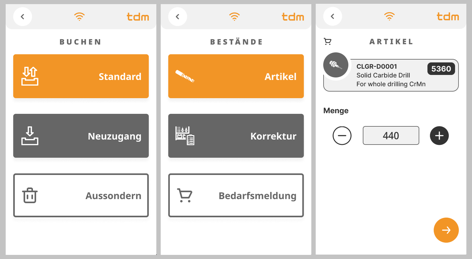 tdm
BUCHEN
Standard
Neuzugang
Aussondern
tdm
BESTÄNDE
Artikel
Korrektur
Bedarfsmeldung
tdm
ARTIKEL
CLGR-D0001
5360
Solid Carbide Drill
For whole drilling CrMn
Menge
440